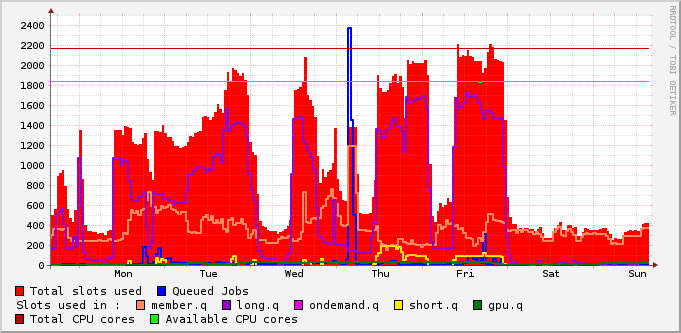 RRDTOOL / TOBI OETIKER
2400
2200
2000
1800
1600
1400
1200
1000
800
600
400
200
0
Mon Tue Wed Thu Fri Sat Sun
Total slots used Queued Jobs
Slots used in : member.q long.q ondemand.q short.q gpu.q
Total CPU cores Available CPU cores